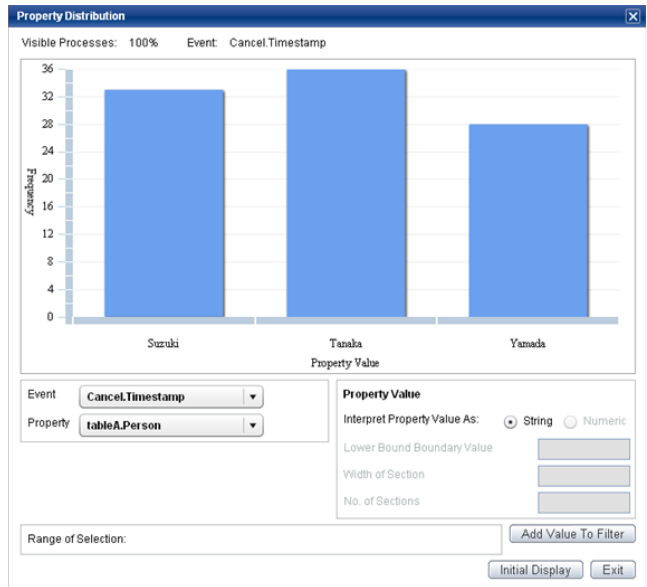 Property Distribution
Visible Processes: 100% Event: Cancel.Timestamp
36
32
28
24
20
16
12
8
4
0
Frequency
Suzuki Tanaka Yamada
Property Value
Event Cancel.Timestamp
Property tableA.Person
Property Value
Interpret Property Value As: String Numeric
Lower Bound Boundary Value
Width of Section
No. of Sections
Range of Selection:
Add Value To Filter
Initial Display Exit